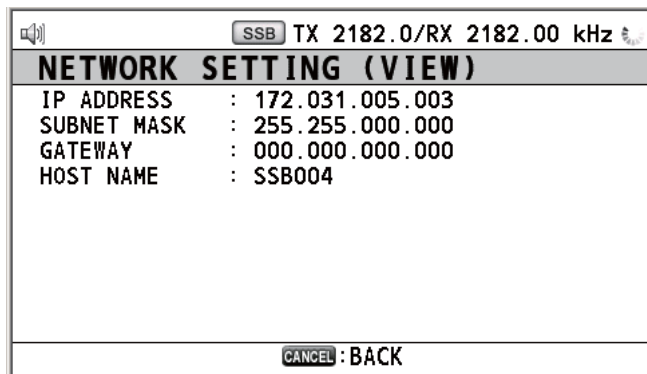 SSB TX 2182.0/RX 2182.00 kHz
NETWORK SETTING (VIEW)
IP ADDRESS : 172.031.005.003
SUBNET MASK : 255.255.000.000
GATEWAY : 000.000.000.000
HOST NAME : SSB004
CANCEL : BACK